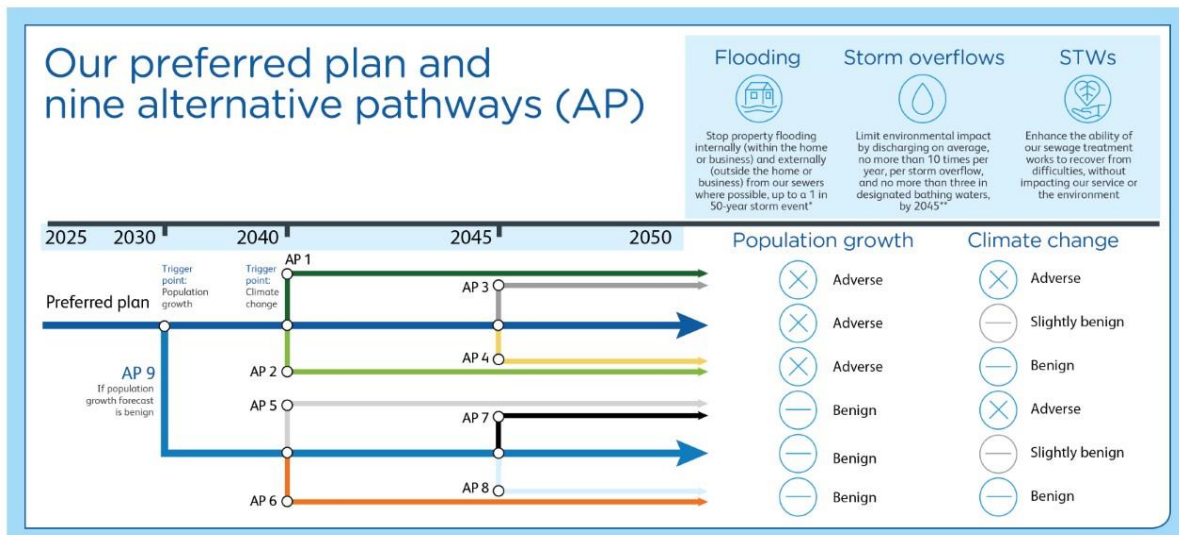 Our preferred plan and
nine alternative pathways (AP)
Flooding
Stop property flooding
internally (within the home
or business) and externally
(outside the home or
business) from our sewers
where possible, up to a 1 in
50-year storm event*
Storm overflows
Limit environmental impact
by discharging on average,
no more than 10 times per
year, per storm overflow,
and no more than three in
designated bathing waters,
by 2045**
STWs
Enhance the ability of
our sewage treatment
works to recover from
difficulties, without
impacting our service or
the environment
2025 2030 2040 2045 2050
Population growth Climate change
Preferred plan
Trigger
point:
Population
growth
Trigger
point:
Climate
change
AP 1
AP 3
AP 4
AP 2
AP 9
If population
growth forecast
is benign
AP 5
AP 7
AP 8
AP 6
Adverse Adverse
Adverse Slightly benign
Adverse Benign
Benign Adverse
Benign Slightly benign
Benign Benign